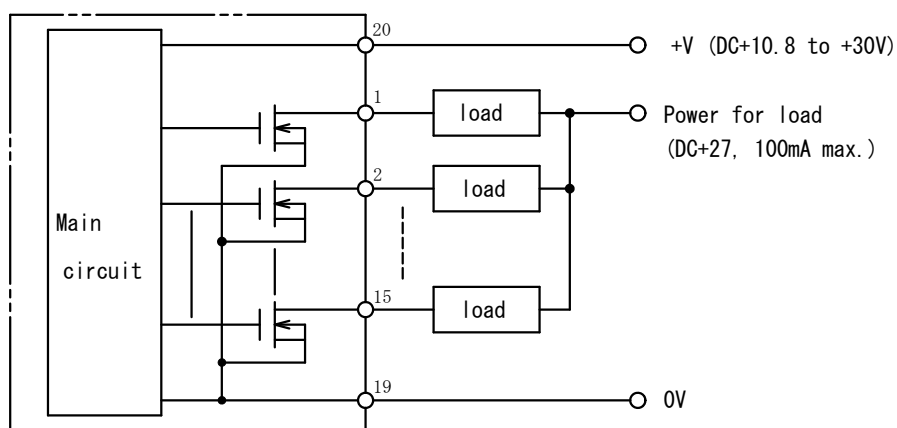 20
+V (DC+10.8 to +30V)
1
load
Power for load
(DC+27, 100mA max.)
2
load
Main
circuit
15
load
19
0V